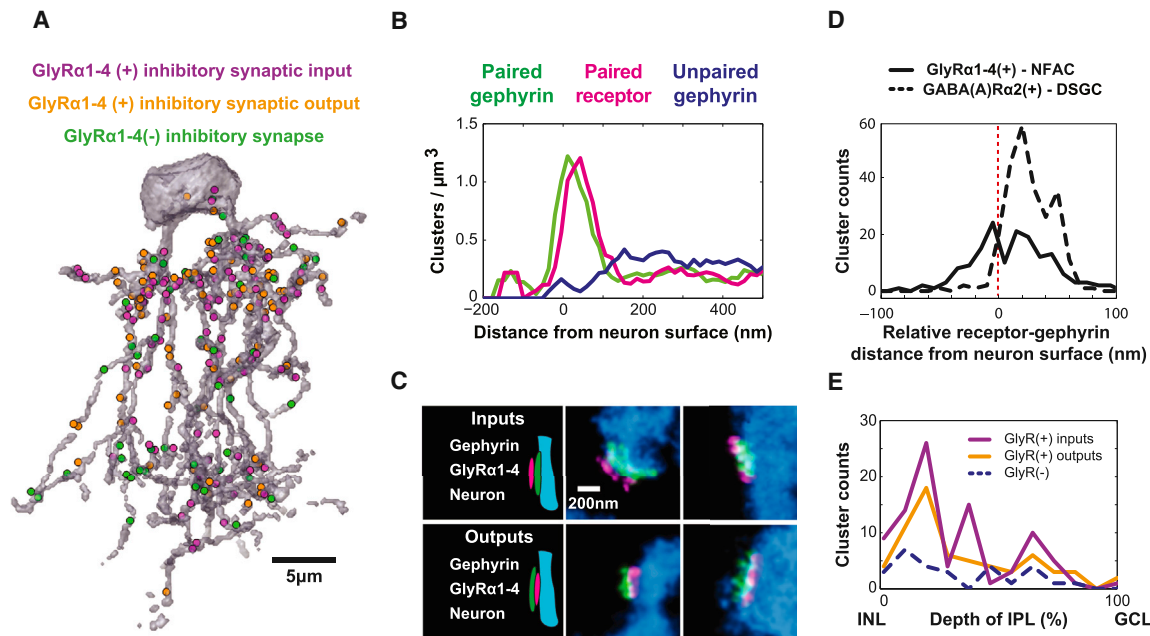 A
GlyRα1-4 (+) inhibitory synaptic input
GlyRα1-4 (+) inhibitory synaptic output
GlyRα1-4(-) inhibitory synapse
5µm
B
Paired gephyrin
Paired receptor
Unpaired gephyrin
Clusters / µm³
1.5
1.0
0.5
0
−200
0
200
400
Distance from neuron surface (nm)
C
Inputs
Gephyrin
GlyRα1-4
Neuron
200nm
Outputs
Gephyrin
GlyRα1-4
Neuron
D
GlyRα1-4(+) - NFAC
GABA(A)Rα2(+) - DSGC
Cluster counts
60
40
20
0
−100
0
100
Relative receptor-gephyrin
distance from neuron surface (nm)
E
GlyR(+) inputs
GlyR(+) outputs
GlyR(-)
Cluster counts
30
20
10
0
0
100
INL
Depth of IPL (%)
GCL